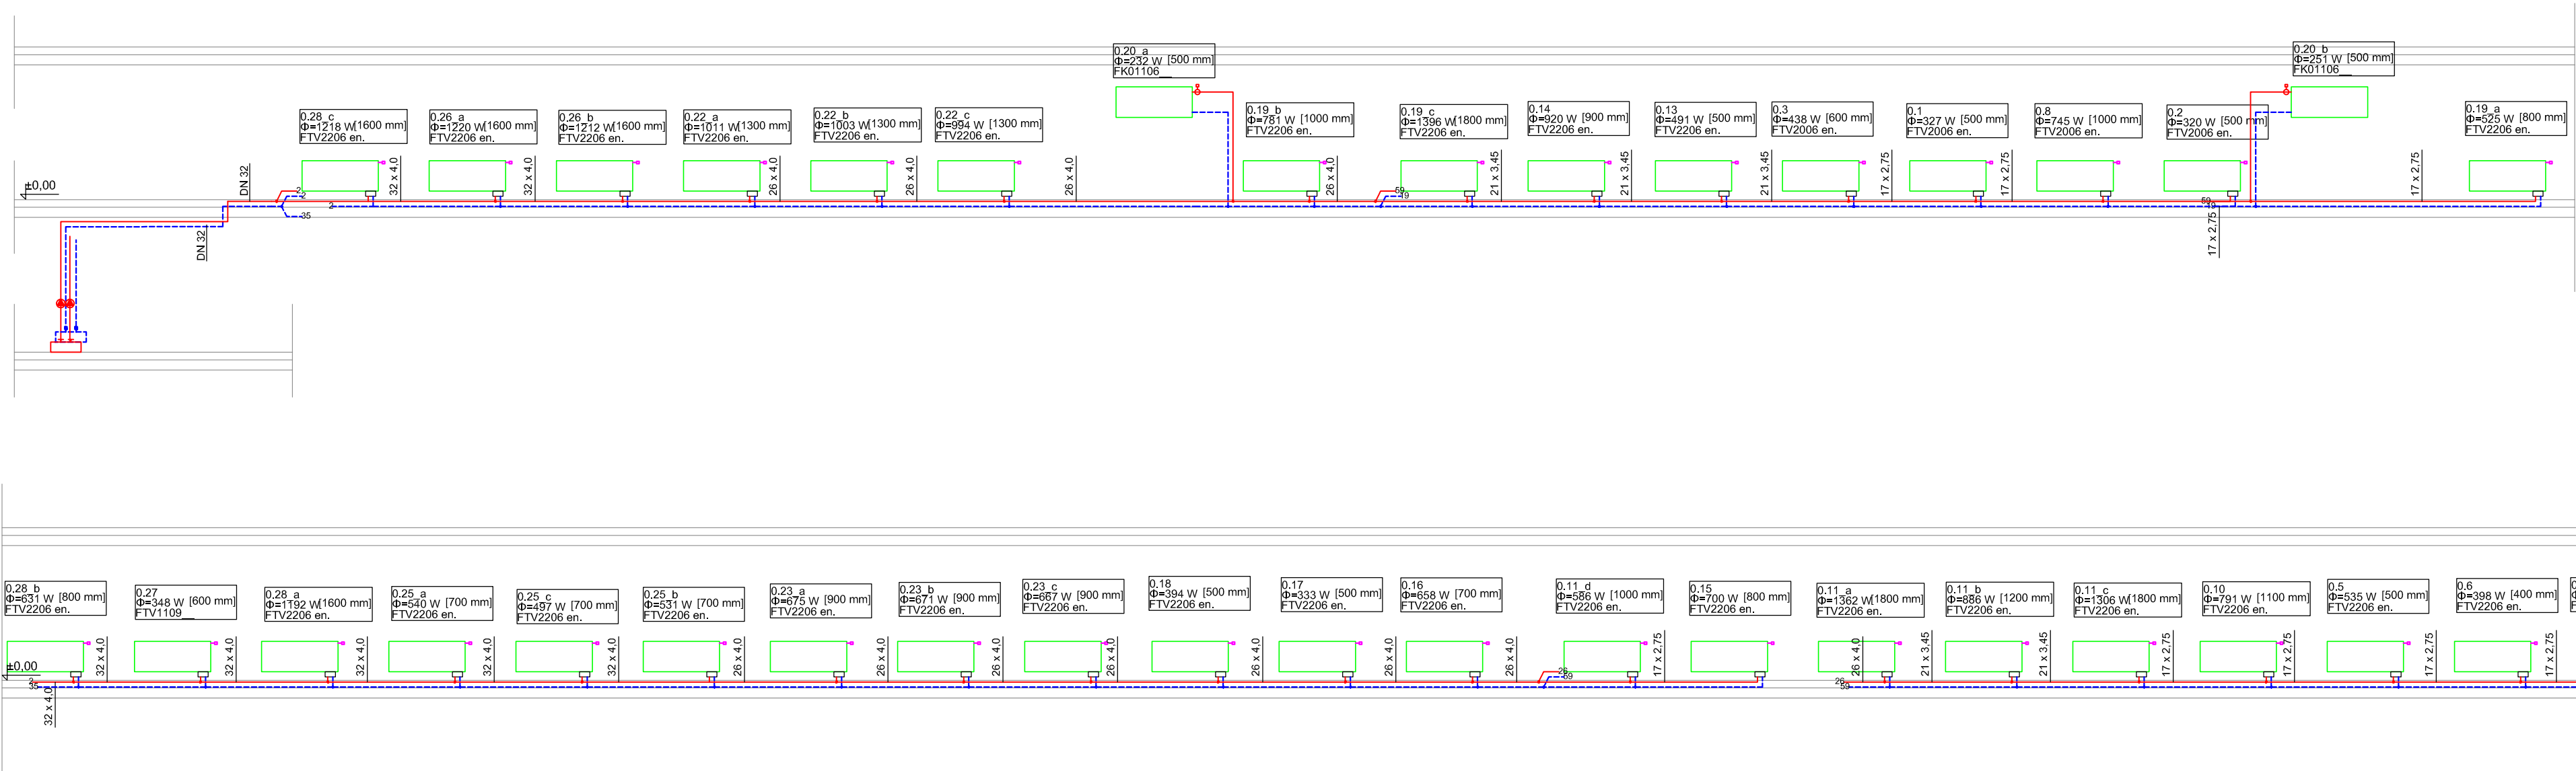 0.20_a
Φ=232 W [500 mm]
FK01106__
0.20_b
Φ=251 W [500 mm]
FK01106__
0.28_c
Φ=1218 W[1600 mm]
FTV2206 en.
0.26_a
Φ=1220 W[1600 mm]
FTV2206 en.
0.26_b
Φ=1212 W[1600 mm]
FTV2206 en.
0.22_a
Φ=1011 W[1300 mm]
FTV2206 en.
0.22_b
Φ=1003 W[1300 mm]
FTV2206 en.
0.22_c
Φ=994 W [1300 mm]
FTV2206 en.
0.19_b
Φ=781 W [1000 mm]
FTV2206 en.
0.19_c
Φ=1396 W[1800 mm]
FTV2206 en.
0.14
Φ=920 W [900 mm]
FTV2206 en.
0.13
Φ=491 W [500 mm]
FTV2206 en.
0.3
Φ=438 W [600 mm]
FTV2206 en.
0.1
Φ=327 W [500 mm]
FTV2006 en.
0.8
Φ=745 W [1000 mm]
FTV2206 en.
0.2
Φ=320 W [500 mm]
FTV2006 en.
0.19_a
Φ=525 W [800 mm]
FTV2206 en.
±0,00
DN 32
32 x 4,0
32 x 4,0
26 x 4,0
26 x 4,0
26 x 4,0
26 x 4,0
21 x 3,45
21 x 3,45
21 x 3,45
17 x 2,75
17 x 2,75
17 x 2,75
2
2
2
35
59
19
59
19
DN 32
17 x 2,75
0.28_b
Φ=631 W [800 mm]
FTV2206 en.
0.27
Φ=348 W [600 mm]
FTV1109__
0.28_a
Φ=1192 W[1600 mm]
FTV2206 en.
0.25_a
Φ=540 W [700 mm]
FTV2206 en.
0.25_c
Φ=497 W [700 mm]
FTV2206 en.
0.25_b
Φ=531 W [700 mm]
FTV2206 en.
0.23_a
Φ=675 W [900 mm]
FTV2206 en.
0.23_b
Φ=671 W [900 mm]
FTV2206 en.
0.23_c
Φ=667 W [900 mm]
FTV2206 en.
0.18
Φ=394 W [500 mm]
FTV2206 en.
0.17
Φ=333 W [500 mm]
FTV2206 en.
0.16
Φ=658 W [700 mm]
FTV2206 en.
0.11_d
Φ=586 W [1000 mm]
FTV2206 en.
0.15
Φ=700 W [800 mm]
FTV2206 en.
0.11_a
Φ=1362 W[1800 mm]
FTV2206 en.
0.11_b
Φ=886 W [1200 mm]
FTV2206 en.
0.11_c
Φ=1306 W[1800 mm]
FTV2206 en.
0.10
Φ=791 W [1100 mm]
FTV2206 en.
0.5
Φ=535 W [500 mm]
FTV2206 en.
0.6
Φ=398 W [400 mm]
FTV2206 en.
±0,00
32 x 4,0
32 x 4,0
32 x 4,0
32 x 4,0
32 x 4,0
26 x 4,0
26 x 4,0
26 x 4,0
26 x 4,0
26 x 4,0
26 x 4,0
26 x 4,0
17 x 2,75
26 x 4,0
21 x 3,45
21 x 3,45
17 x 2,75
17 x 2,75
17 x 2,75
17 x 2,75
2
35
26
59
26
59
32 x 4,0